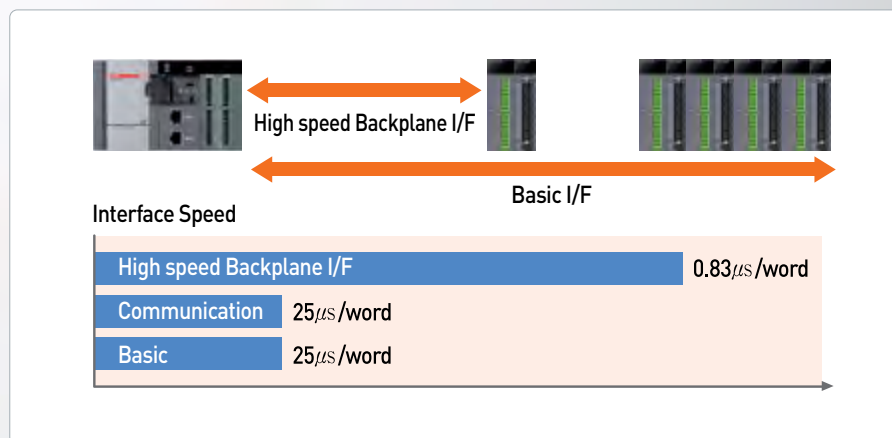 High speed Backplane I/F
Basic I/F
Interface Speed
High speed Backplane I/F 0.83μs/word
Communication 25μs/word
Basic 25μs/word